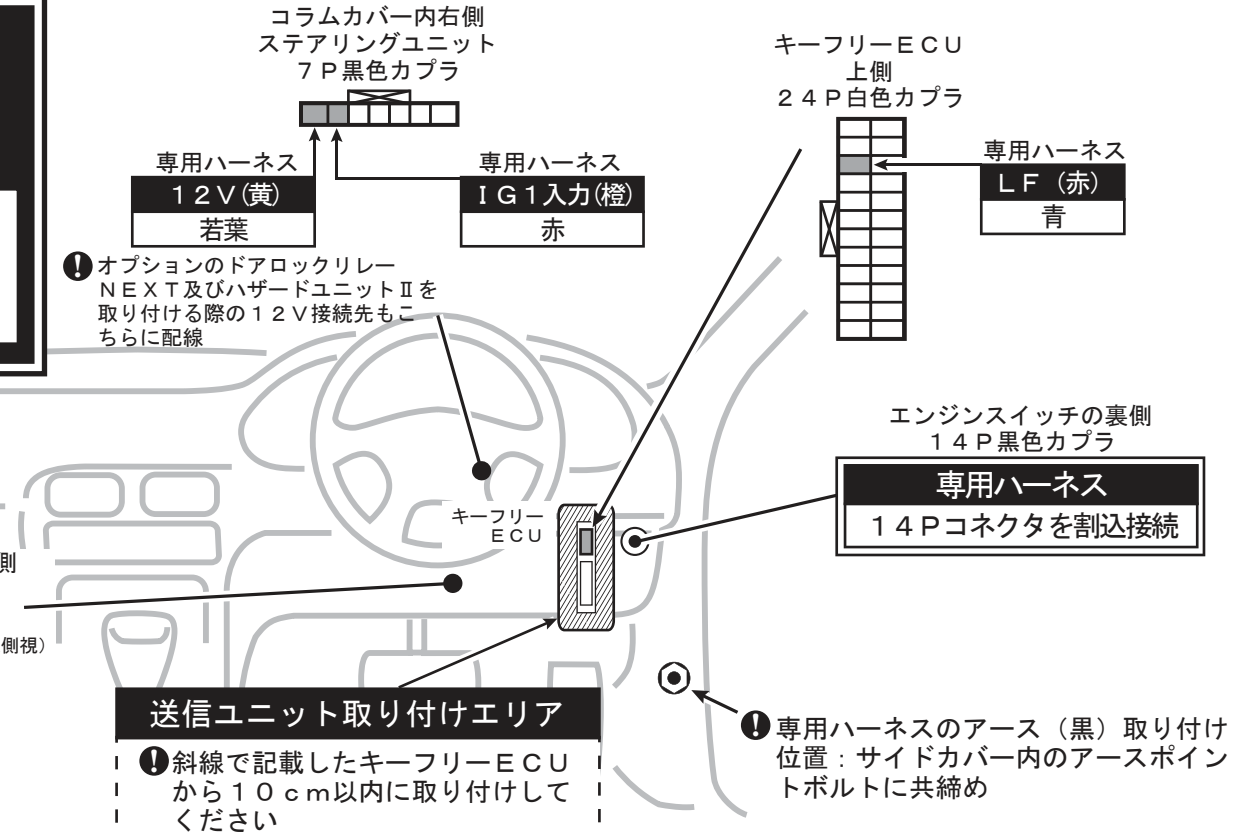 コラムカバー内右側
ステアリングユニット
７Ｐ黒色カプラ
専用ハーネス
１２Ｖ(黄)
若葉
専用ハーネス
ＩＧ１入力(橙)
赤
オプションのドアロックリレー
ＮＥＸＴ及びハザードユニットⅡを
取り付ける際の１２Ｖ接続先もこ
ちらに配線
キーフリーＥＣＵ
上側
２４Ｐ白色カプラ
専用ハーネス
ＬＦ（赤）
青
エンジンスイッチの裏側
１４Ｐ黒色カプラ
専用ハーネス
１４Ｐコネクタを割込接続
キーフリー
ＥＣＵ
側
側視）
送信ユニット取り付けエリア
斜線で記載したキーフリーＥＣＵ
から１０ｃｍ以内に取り付けして
ください
専用ハーネスのアース（黒）取り付け
位置：サイドカバー内のアースポイン
トボルトに共締め